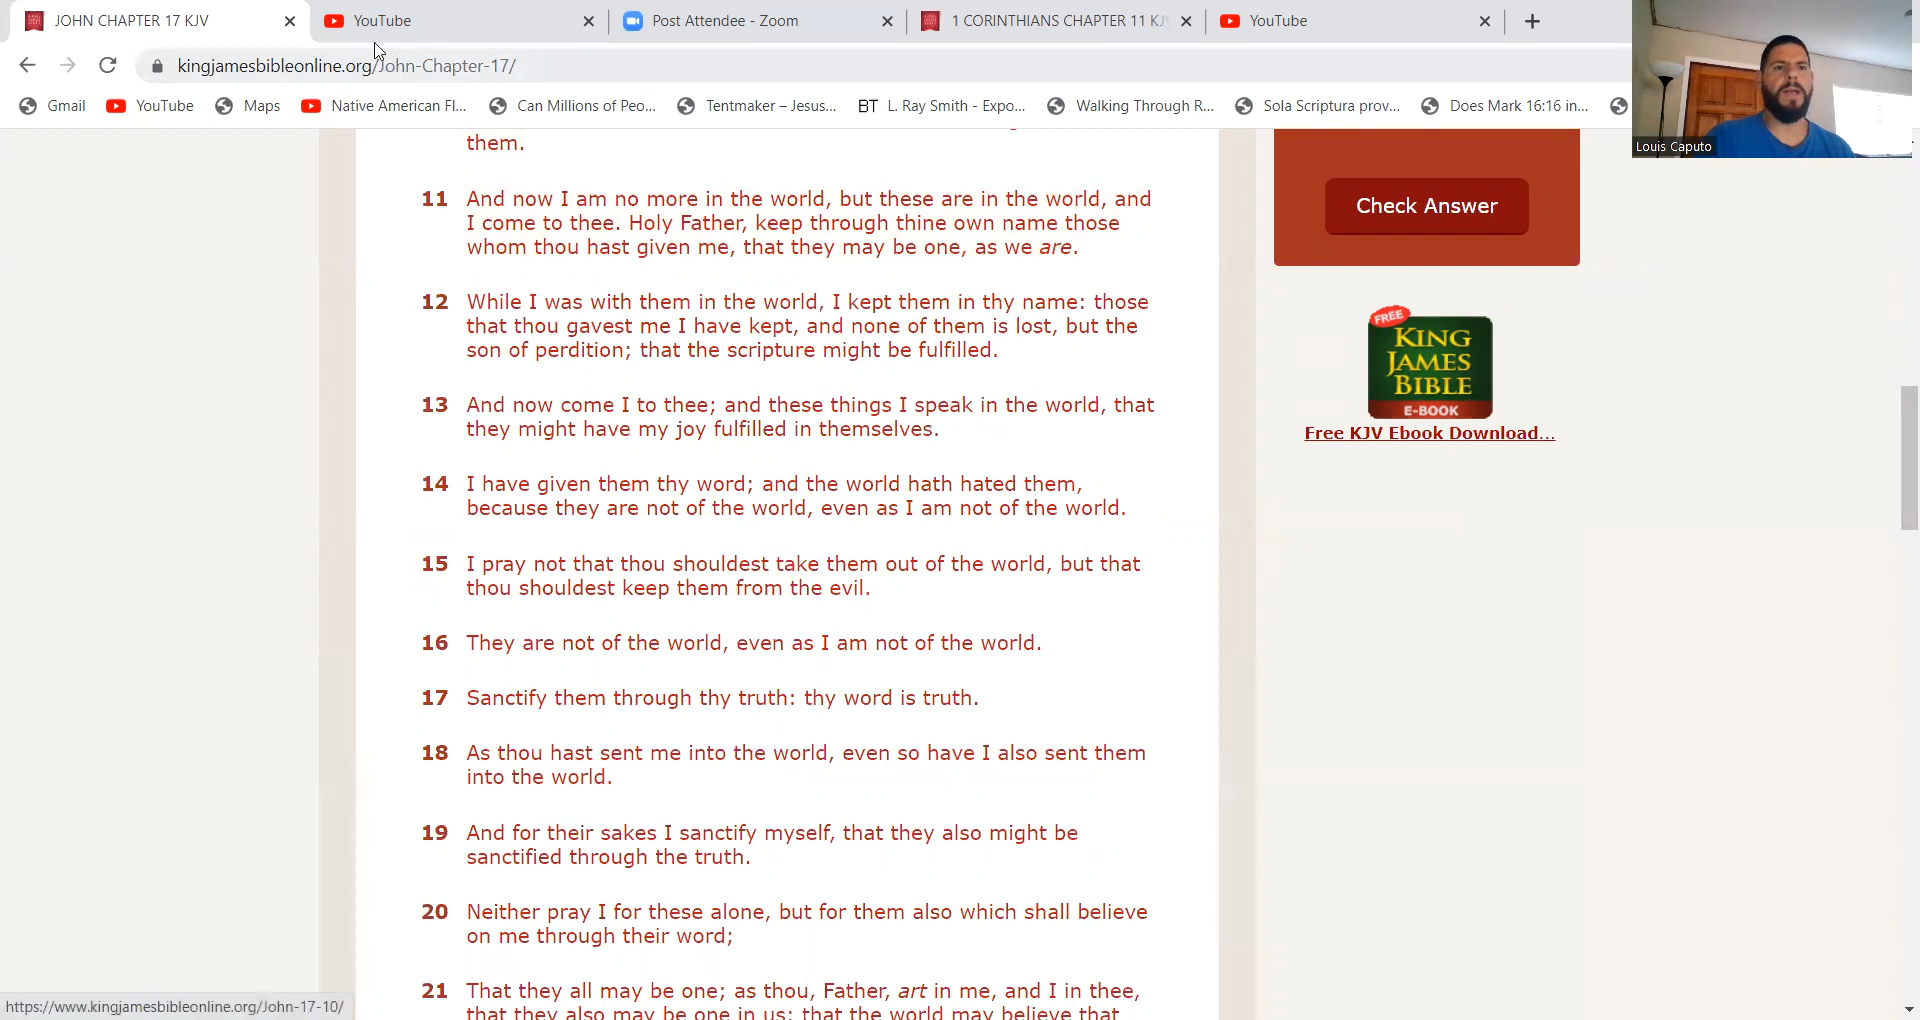 JOHN CHAPTER 17 KJV
YouTube
Post Attendee - Zoom
1 CORINTHIANS CHAPTER 11 KJ
YouTube
kingjamesbibleonline.org/John-Chapter-17/
Gmail
YouTube
Maps
Native American Fl...
Can Millions of Peo...
Tentmaker – Jesus...
BT L. Ray Smith - Expo...
Walking Through R...
Sola Scriptura prov...
Does Mark 16:16 in...
Louis Caputo
them.
11 And now I am no more in the world, but these are in the world, and
I come to thee. Holy Father, keep through thine own name those
whom thou hast given me, that they may be one, as we are.
12 While I was with them in the world, I kept them in thy name: those
that thou gavest me I have kept, and none of them is lost, but the
son of perdition; that the scripture might be fulfilled.
13 And now come I to thee; and these things I speak in the world, that
they might have my joy fulfilled in themselves.
14 I have given them thy word; and the world hath hated them,
because they are not of the world, even as I am not of the world.
15 I pray not that thou shouldest take them out of the world, but that
thou shouldest keep them from the evil.
16 They are not of the world, even as I am not of the world.
17 Sanctify them through thy truth: thy word is truth.
18 As thou hast sent me into the world, even so have I also sent them
into the world.
19 And for their sakes I sanctify myself, that they also might be
sanctified through the truth.
20 Neither pray I for these alone, but for them also which shall believe
on me through their word;
21 That they all may be one; as thou, Father, art in me, and I in thee,
that they also may be one in us: that the world may believe that
Check Answer
FREE
KING
JAMES
BIBLE
E-BOOK
Free KJV Ebook Download...
https://www.kingjamesbibleonline.org/John-17-10/